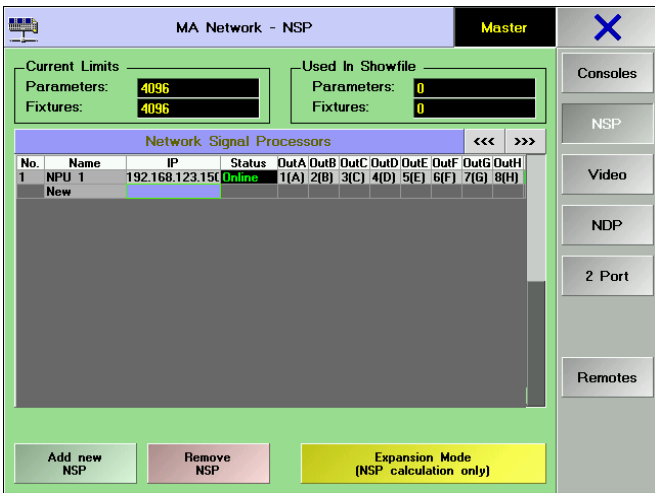 MA Network - NSP
Master
Current Limits
Parameters: 4096
Fixtures: 4096
Used In Showfile
Parameters: 0
Fixtures: 0
Network Signal Processors
<<< >>>
No. Name IP Status OutA OutB OutC OutD OutE OutF OutG OutH
1 NPU 1 192.168.123.150 Online 1(A) 2(B) 3(C) 4(D) 5(E) 6(F) 7(G) 8(H)
New
Add new
NSP
Remove
NSP
Expansion Mode
(NSP calculation only)
Consoles
NSP
Video
NDP
2 Port
Remotes